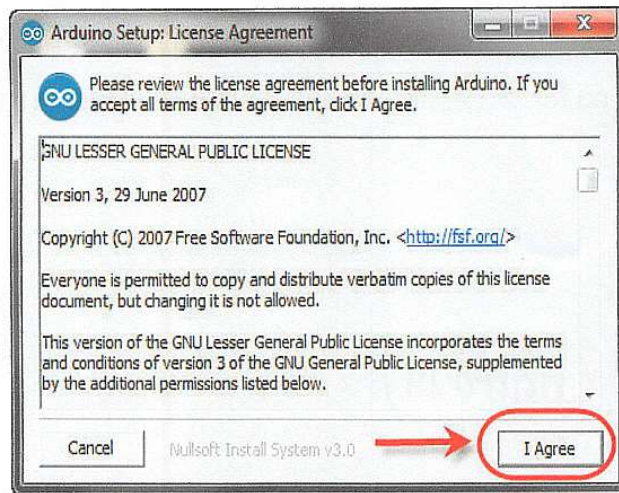 Arduino Setup: License Agreement
Please review the license agreement before installing Arduino. If you
accept all terms of the agreement, click I Agree.
GNU LESSER GENERAL PUBLIC LICENSE
Version 3, 29 June 2007
Copyright (C) 2007 Free Software Foundation, Inc. <http://fsf.org/>
Everyone is permitted to copy and distribute verbatim copies of this license
document, but changing it is not allowed.
This version of the GNU Lesser General Public License incorporates the terms
and conditions of version 3 of the GNU General Public License, supplemented
by the additional permissions listed below.
Cancel
Nullsoft Install System v3.0
I Agree